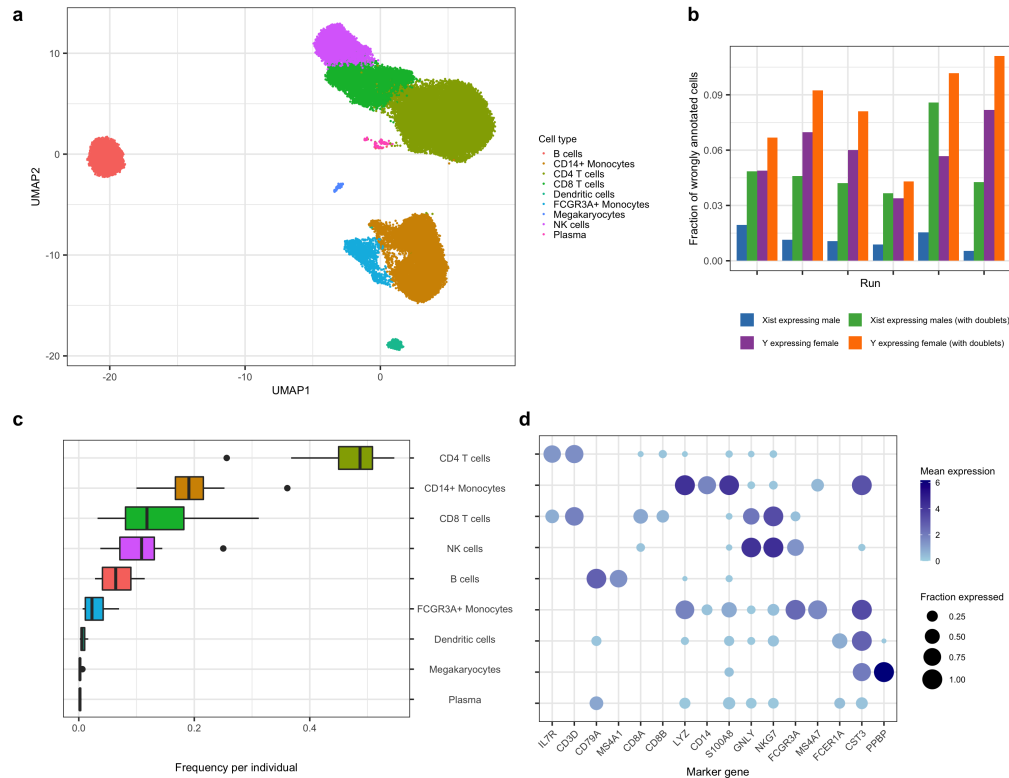 a
10
0
-10
-20
UMAP2
-20
-10
0
UMAP1
Cell type
B cells
CD14+ Monocytes
CD4 T cells
CD8 T cells
Dendritic cells
FCGR3A+ Monocytes
Megakaryocytes
NK cells
Plasma
b
0.09
0.06
0.03
0.00
Fraction of wrongly annotated cells
Run
Xist expressing male
Xist expressing males (with doublets)
Y expressing female
Y expressing female (with doublets)
c
CD4 T cells
CD14+ Monocytes
CD8 T cells
NK cells
B cells
FCGR3A+ Monocytes
Dendritic cells
Megakaryocytes
Plasma
0.0
0.2
0.4
Frequency per individual
d
IL7R
CD3D
CD79A
MS4A1
CD8A
CD8B
LYZ
CD14
S100A8
GNLY
NKG7
FCGR3A
MS4A7
FCER1A
CST3
PPBP
Marker gene
Mean expression
6
4
2
0
Fraction expressed
0.25
0.50
0.75
1.00